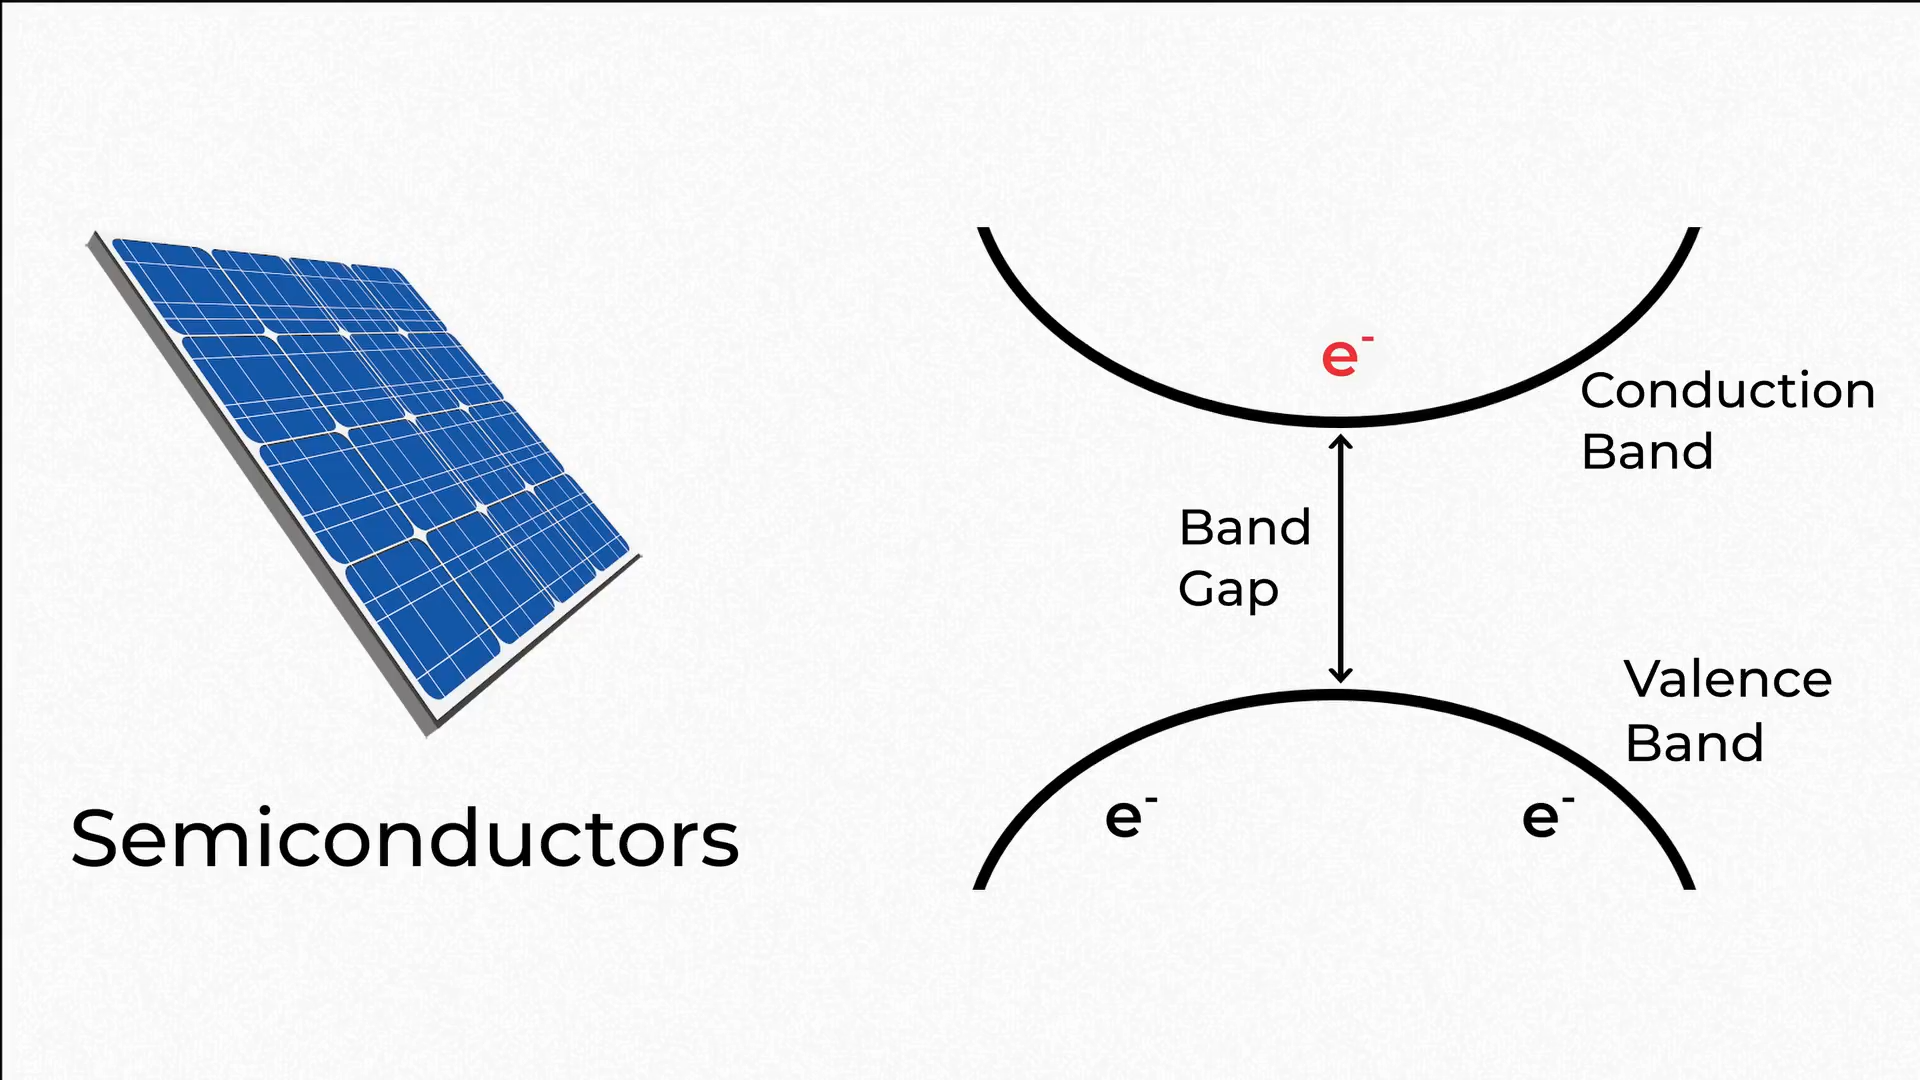 Semiconductors
e-
Conduction
Band
Band
Gap
Valence
Band
e-
e-